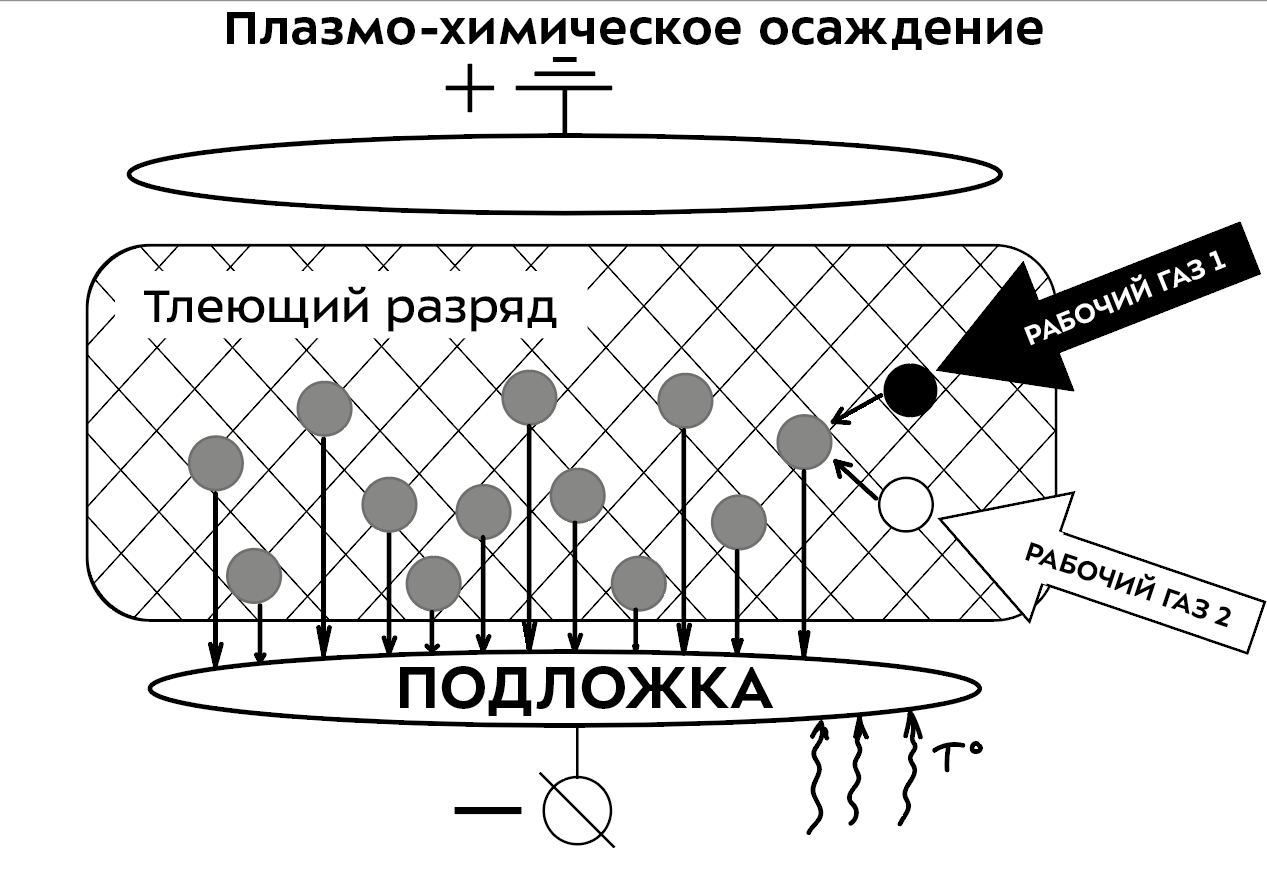 Плазмо-химическое осаждение
+
Тлеющий разряд
РАБОЧИЙ ГАЗ 1
РАБОЧИЙ ГАЗ 2
ПОДЛОЖКА
T°
—